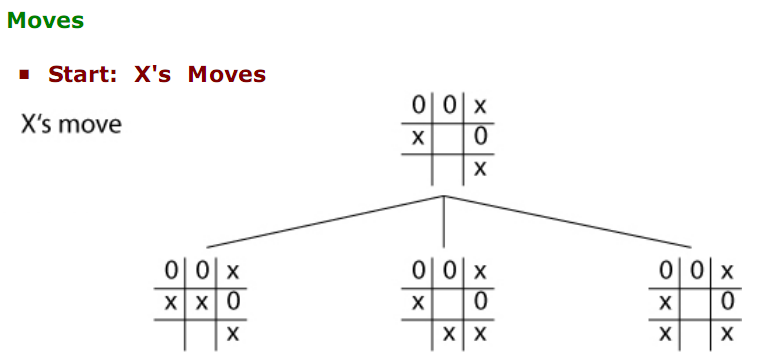 Moves
▪ Start: X's Moves
X's move
0 0 x
x 0
x
0 0 x
x x 0
x
0 0 x
x 0
x x
0 0 x
x 0
x x